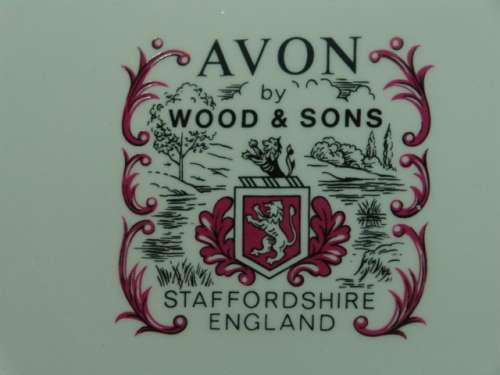 AVON
by
WOOD & SONS
STAFFORDSHIRE
ENGLAND